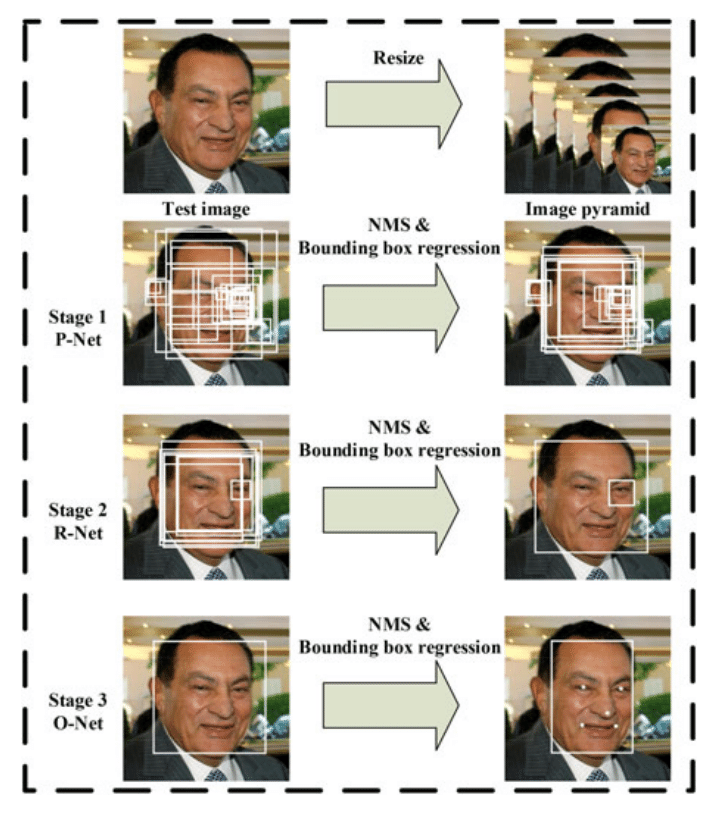 Resize
Test image
Image pyramid
NMS &
Bounding box regression
Stage 1
P-Net
NMS &
Bounding box regression
Stage 2
R-Net
NMS &
Bounding box regression
Stage 3
O-Net